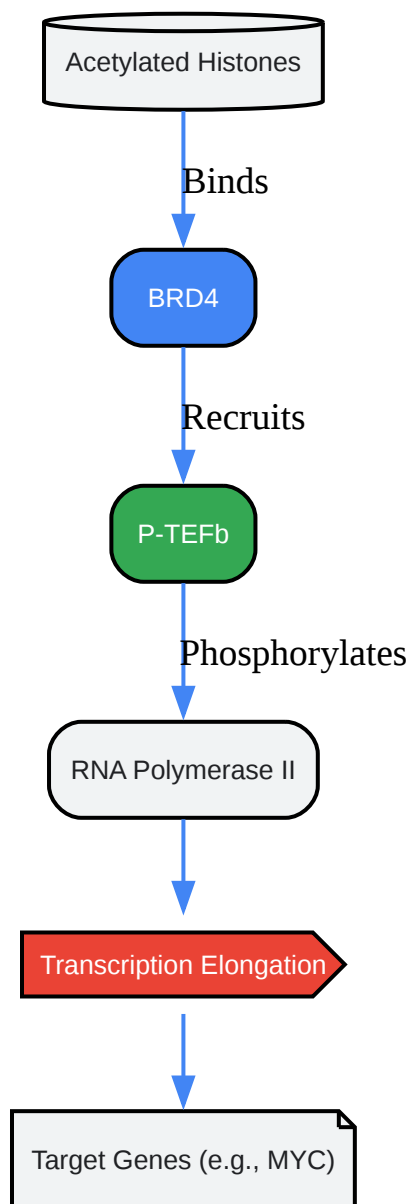 Acetylated Histones
Binds
BRD4
Recruits
P-TEFb
Phosphorylates
RNA Polymerase II
Transcription Elongation
Target Genes (e.g., MYC)